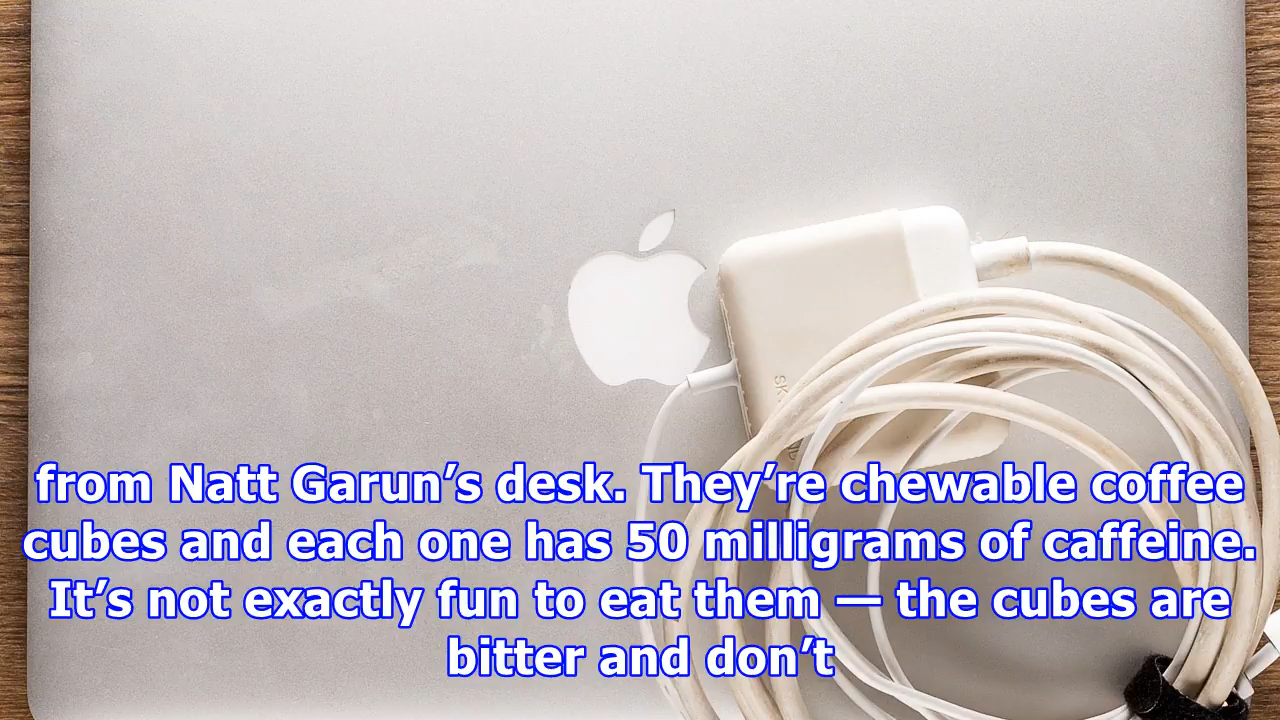 from Natt Garun’s desk. They’re chewable coffee
cubes and each one has 50 milligrams of caffeine.
It’s not exactly fun to eat them — the cubes are
bitter and don’t